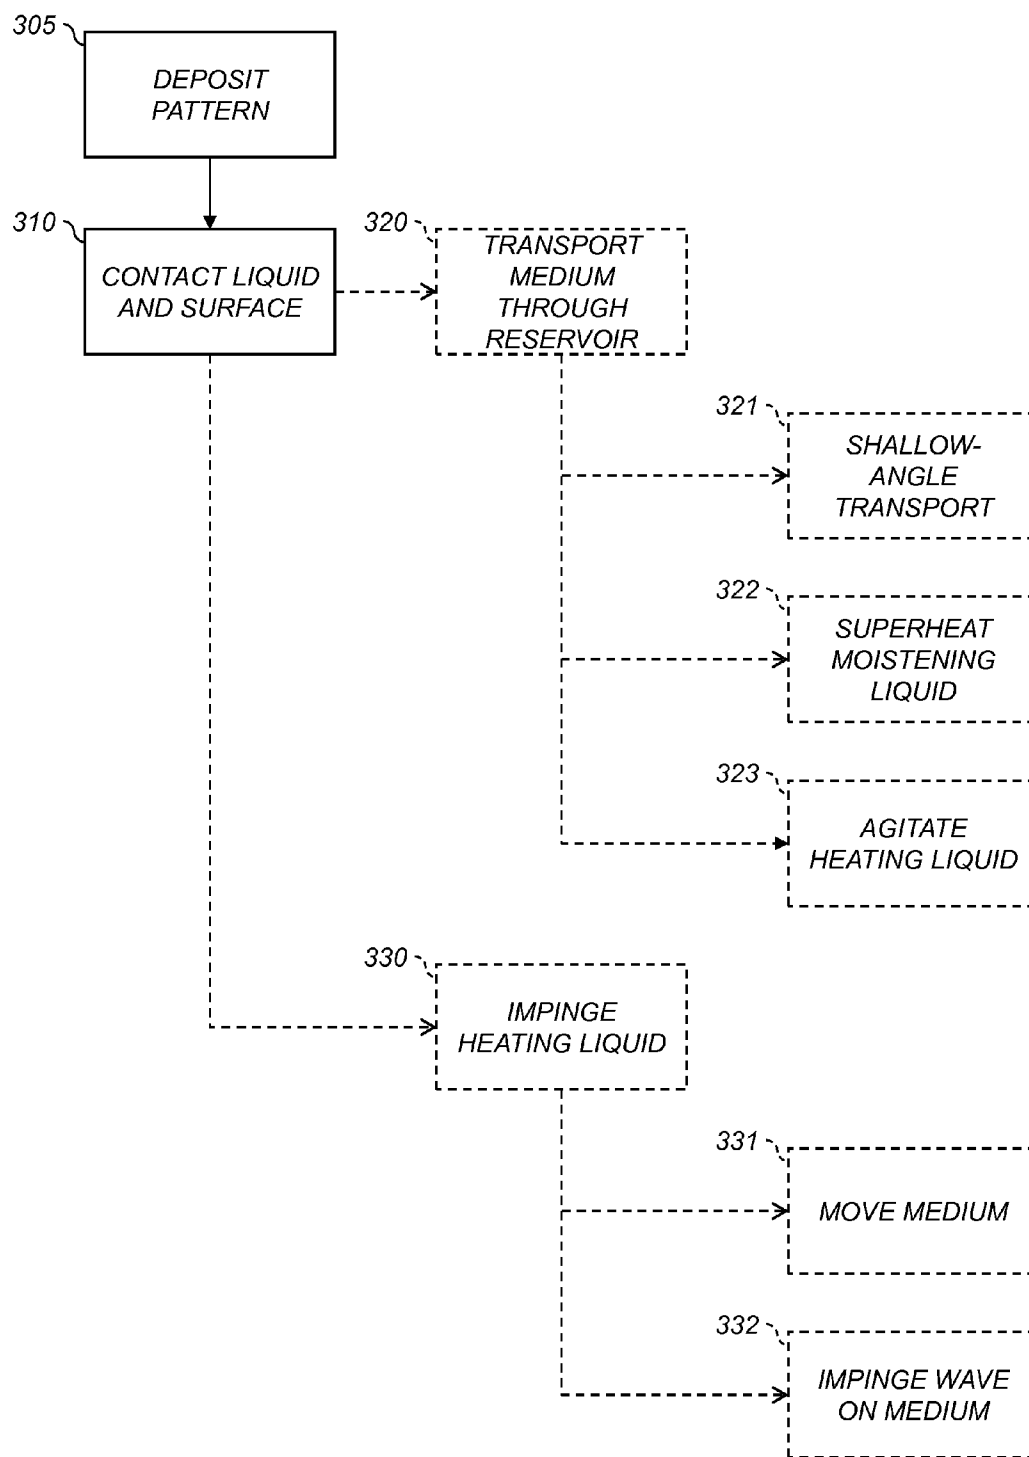 305
DEPOSIT
PATTERN
310
CONTACT LIQUID
AND SURFACE
320
TRANSPORT
MEDIUM
THROUGH
RESERVOIR
321
SHALLOW-
ANGLE
TRANSPORT
322
SUPERHEAT
MOISTENING
LIQUID
323
AGITATE
HEATING LIQUID
330
IMPINGE
HEATING LIQUID
331
MOVE MEDIUM
332
IMPINGE WAVE
ON MEDIUM